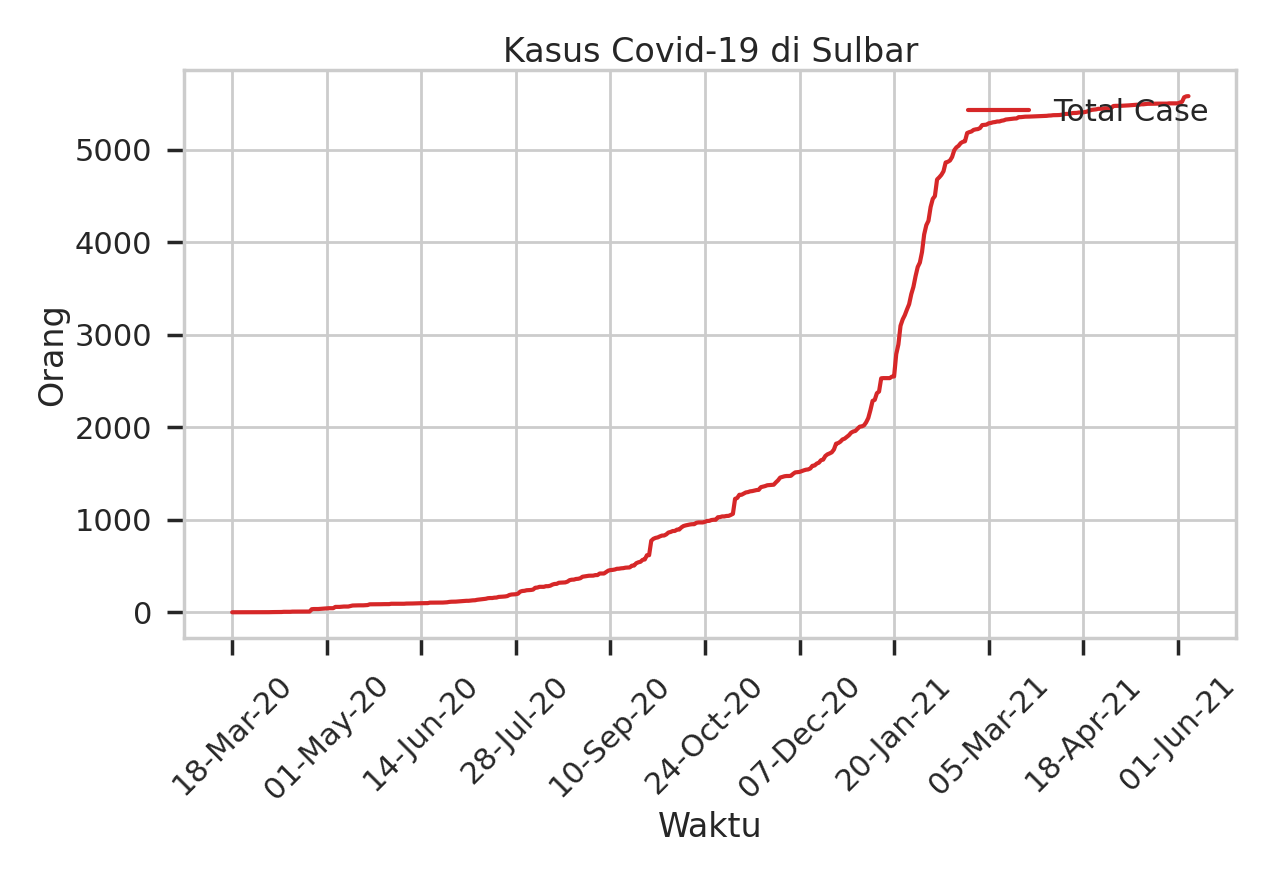 Kasus Covid-19 di Sulbar
Total Case
5000
4000
3000
2000
1000
0
Orang
18-Mar-20
01-May-20
14-Jun-20
28-Jul-20
10-Sep-20
24-Oct-20
07-Dec-20
20-Jan-21
05-Mar-21
18-Apr-21
01-Jun-21
Waktu